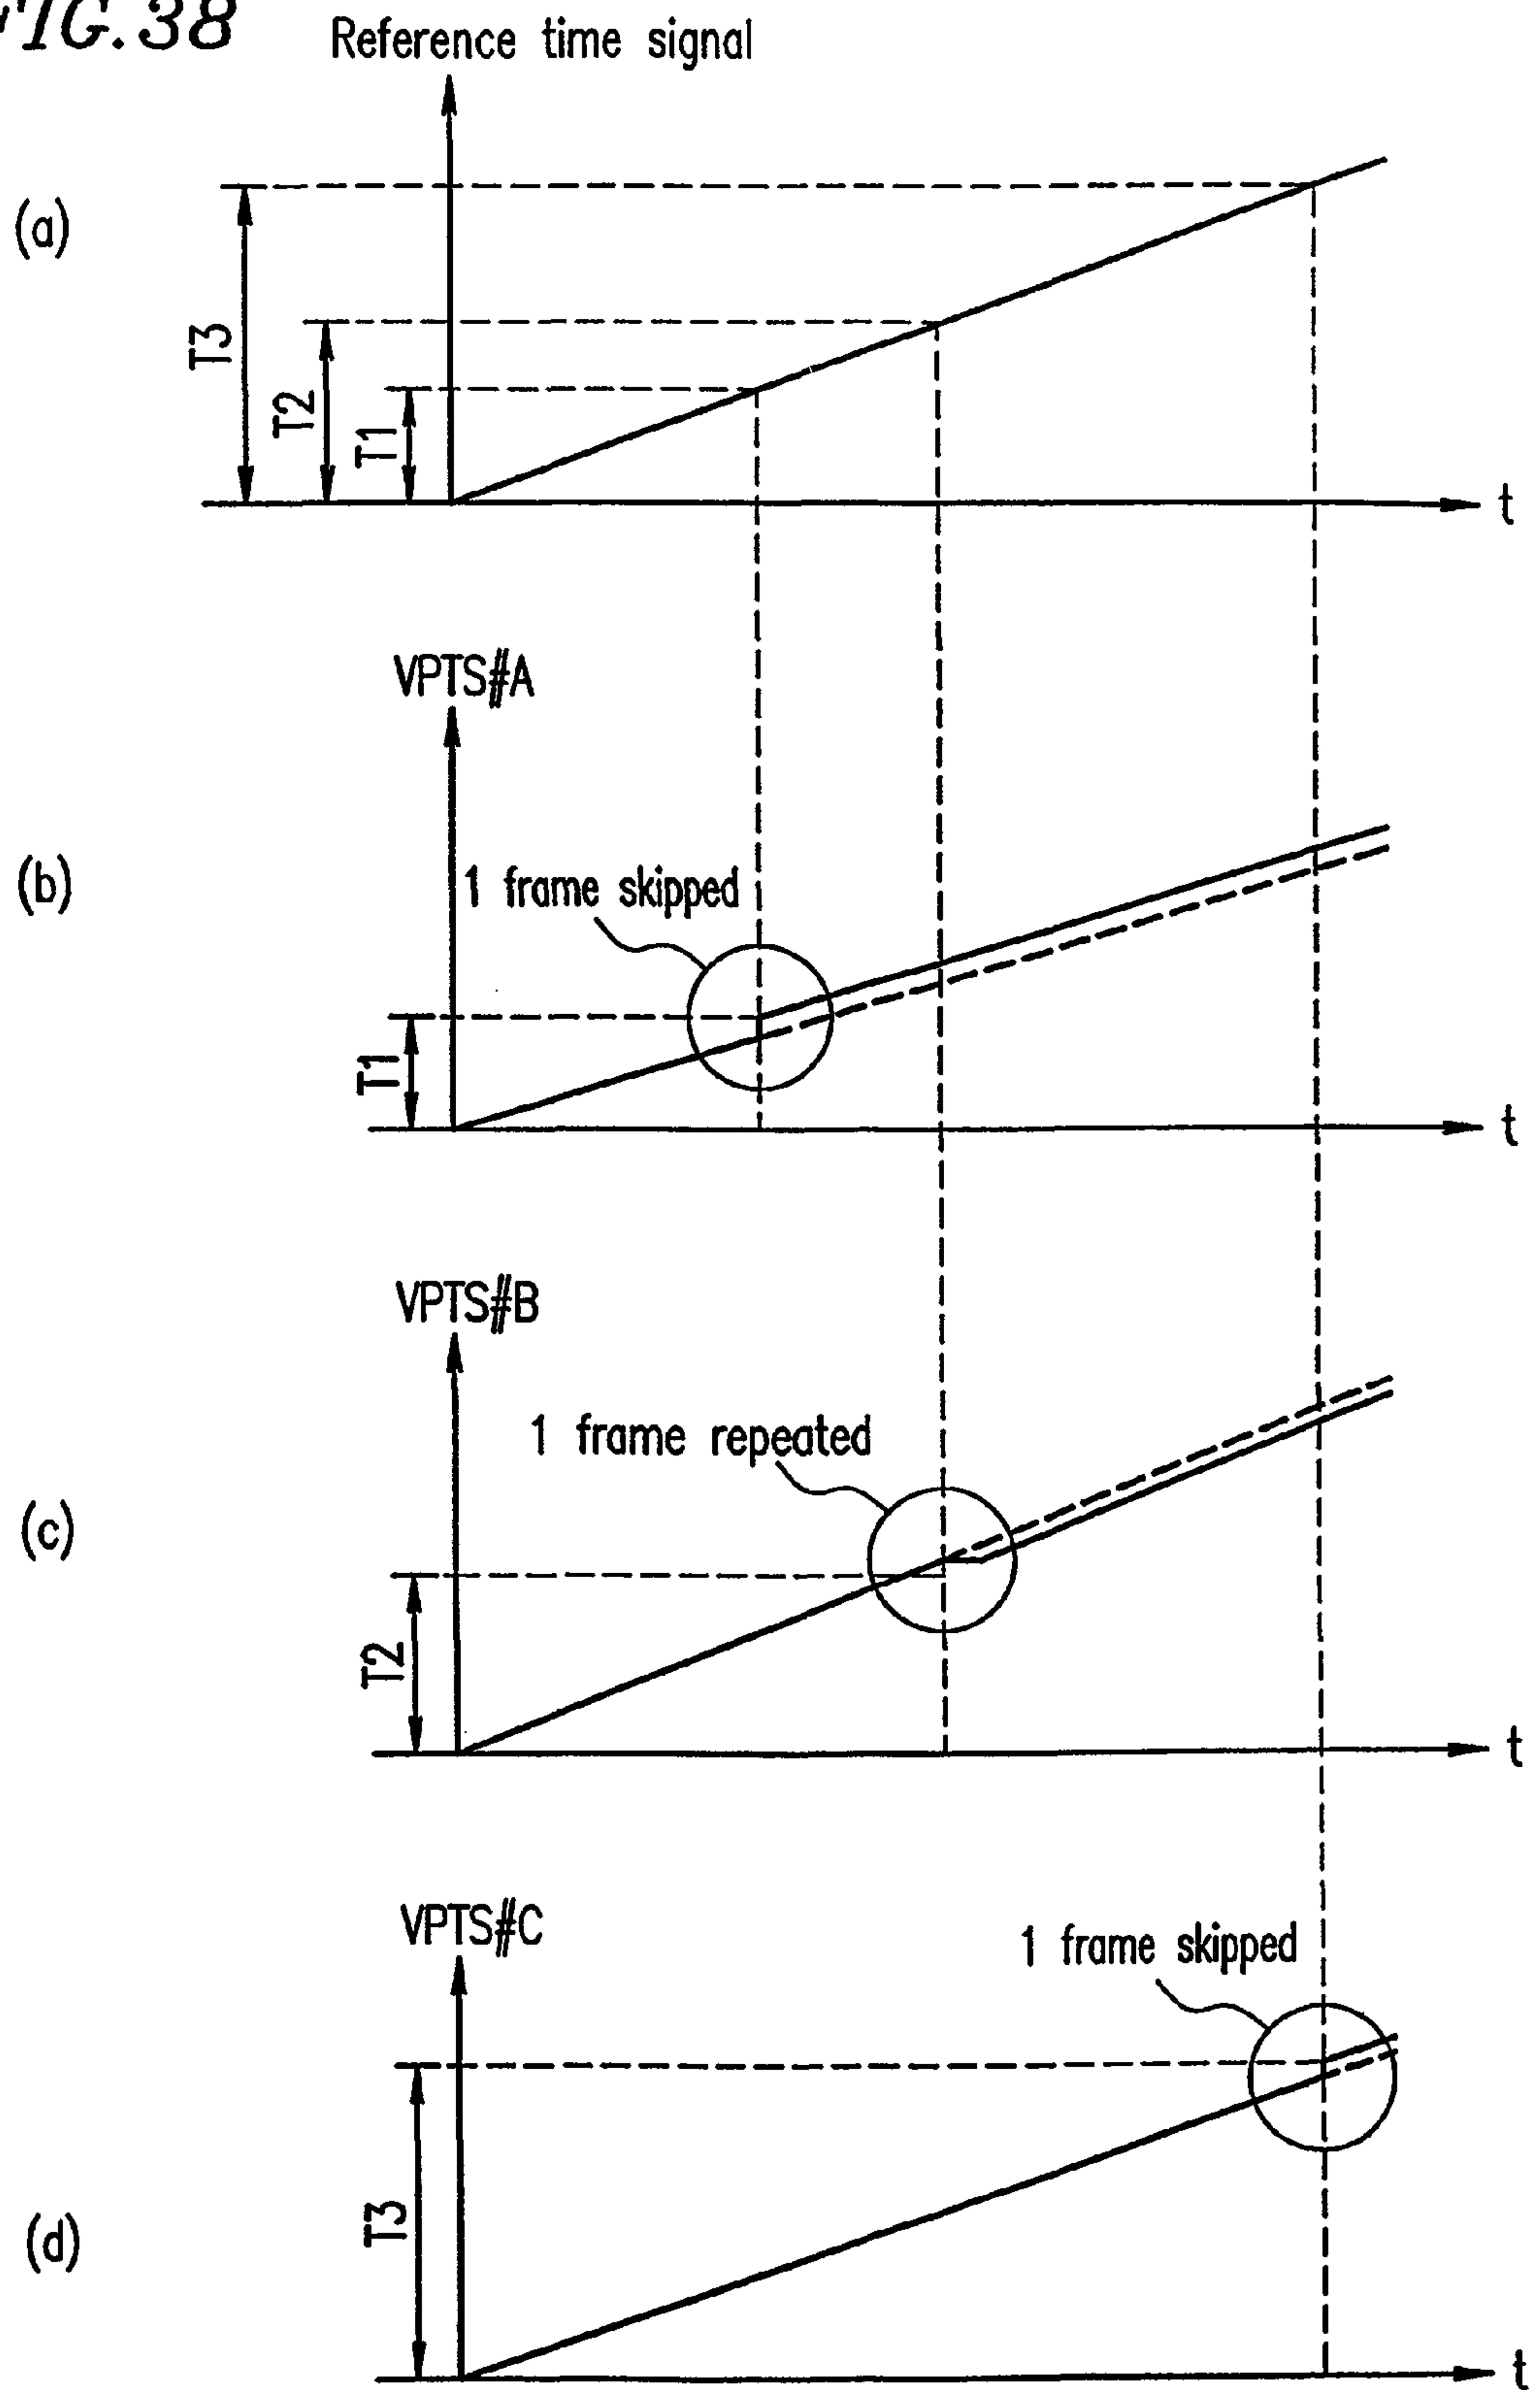 FIG. 38
Reference time signal
(a)
T3
T2
T1
t
VPTS#A
(b)
1 frame skipped
T1
t
VPTS#B
1 frame repeated
(c)
T2
t
VPTS#C
1 frame skipped
T3
(d)
t